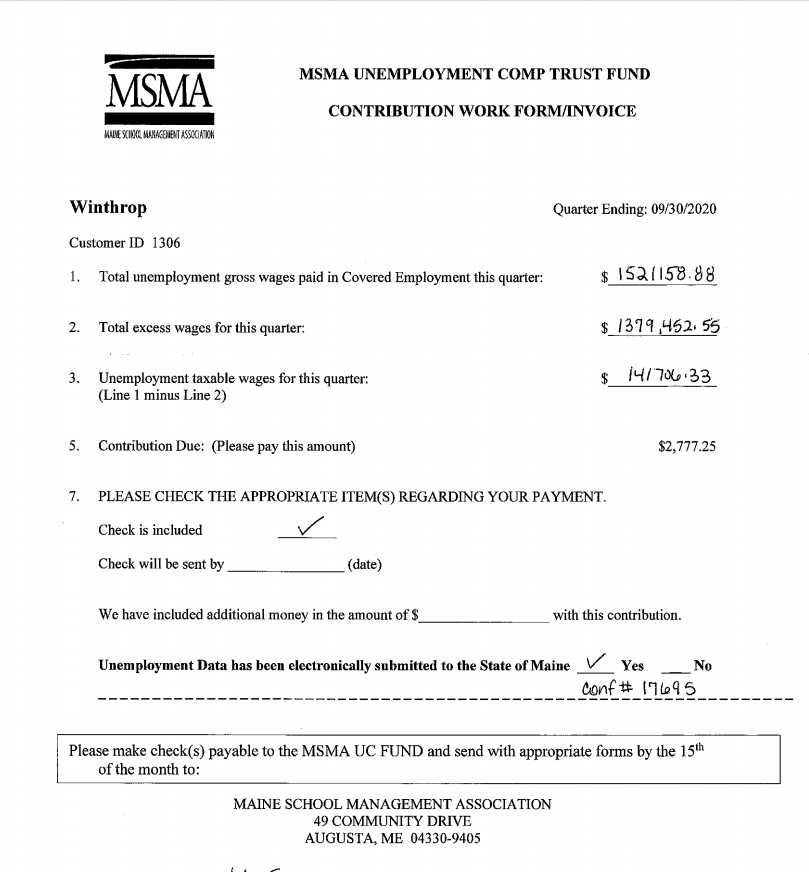 MSMA
MAINE SCHOOL MANAGEMENT ASSOCIATION
MSMA UNEMPLOYMENT COMP TRUST FUND
CONTRIBUTION WORK FORM/INVOICE
Winthrop
Quarter Ending: 09/30/2020
Customer ID 1306
1. Total unemployment gross wages paid in Covered Employment this quarter: $ 1521158.88
2. Total excess wages for this quarter: $ 1379,452.55
3. Unemployment taxable wages for this quarter: $ 141706.33
(Line 1 minus Line 2)
5. Contribution Due: (Please pay this amount) $2,777.25
7. PLEASE CHECK THE APPROPRIATE ITEM(S) REGARDING YOUR PAYMENT.
Check is included ✓
Check will be sent by ____________ (date)
We have included additional money in the amount of $______________ with this contribution.
Unemployment Data has been electronically submitted to the State of Maine ✓ Yes ___ No
Conf # 17695
Please make check(s) payable to the MSMA UC FUND and send with appropriate forms by the 15th
of the month to:
MAINE SCHOOL MANAGEMENT ASSOCIATION
49 COMMUNITY DRIVE
AUGUSTA, ME 04330-9405